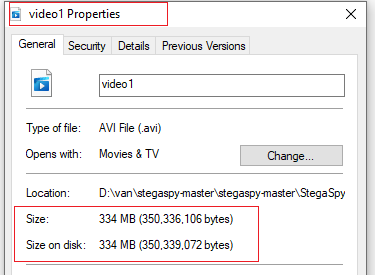 video1 Properties
General Security Details Previous Versions
video1
Type of file: AVI File (.avi)
Opens with: Movies & TV Change...
Location: D:\van\stegaspy-master\stegaspy-master\StegaSpy
Size: 334 MB (350,336,106 bytes)
Size on disk: 334 MB (350,339,072 bytes)